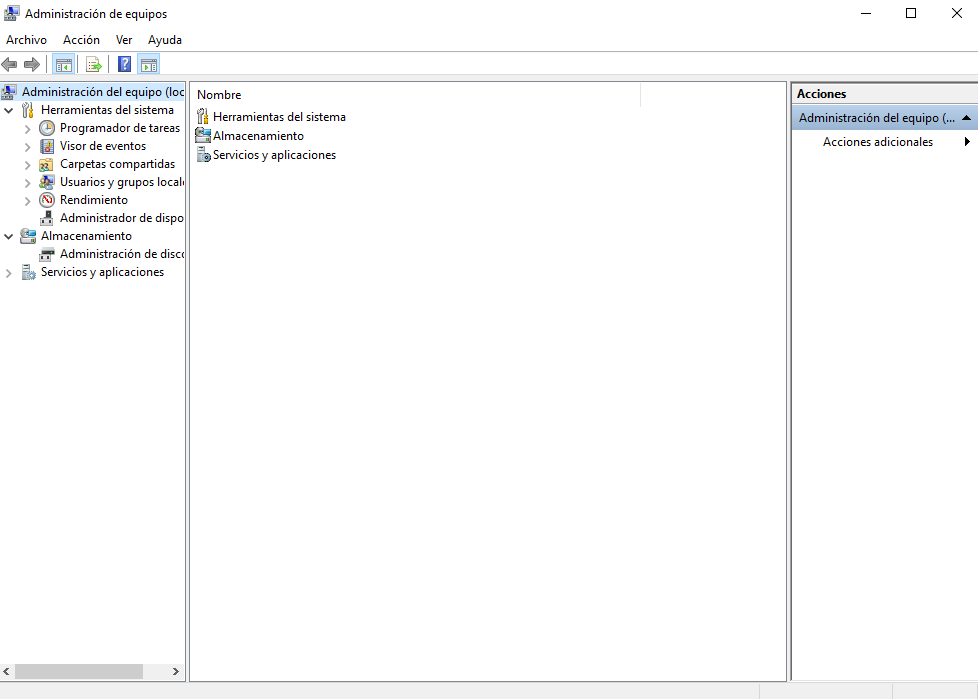 Administración de equipos
Archivo Acción Ver Ayuda
Administración del equipo (loc
Herramientas del sistema
Programador de tareas
Visor de eventos
Carpetas compartidas
Usuarios y grupos local
Rendimiento
Administrador de dispo
Almacenamiento
Administración de disc
Servicios y aplicaciones
Nombre
Herramientas del sistema
Almacenamiento
Servicios y aplicaciones
Acciones
Administración del equipo (...
Acciones adicionales